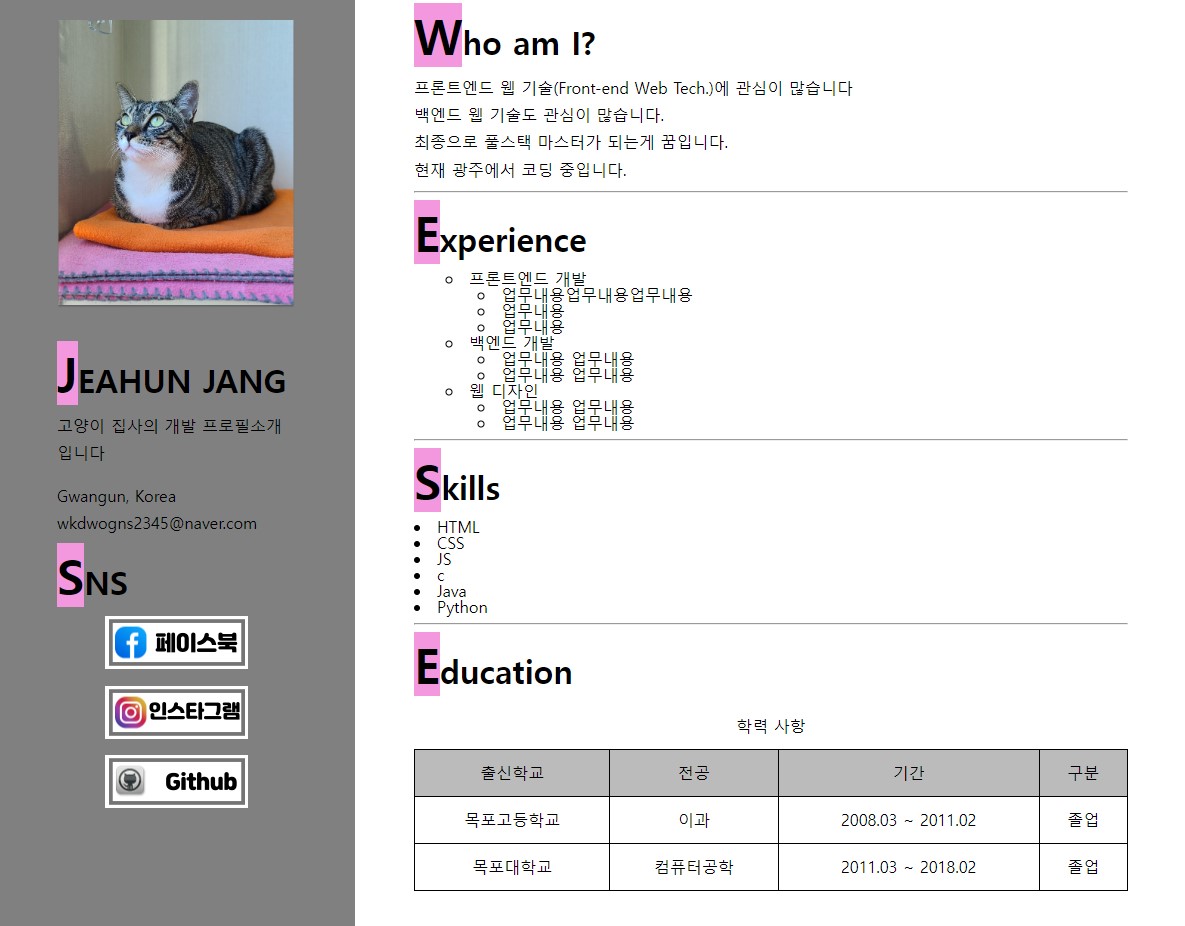 JEAHUN JANG
고양이 집사의 개발 프로필소개
입니다
Gwangun, Korea
wkdwogns2345@naver.com
SNS
페이스북
인스타그램
Github
Who am I?
프론트엔드 웹 기술(Front-end Web Tech.)에 관심이 많습니다
백엔드 웹 기술도 관심이 많습니다.
최종으로 풀스택 마스터가 되는게 꿈입니다.
현재 광주에서 코딩 중입니다.
Experience
프론트엔드 개발
업무내용업무내용업무내용
업무내용
업무내용
백엔드 개발
업무내용 업무내용
업무내용 업무내용
웹 디자인
업무내용 업무내용
업무내용 업무내용
Skills
HTML
CSS
JS
c
Java
Python
Education
학력 사항
출신학교 전공 기간 구분
목포고등학교 이과 2008.03 ~ 2011.02 졸업
목포대학교 컴퓨터공학 2011.03 ~ 2018.02 졸업